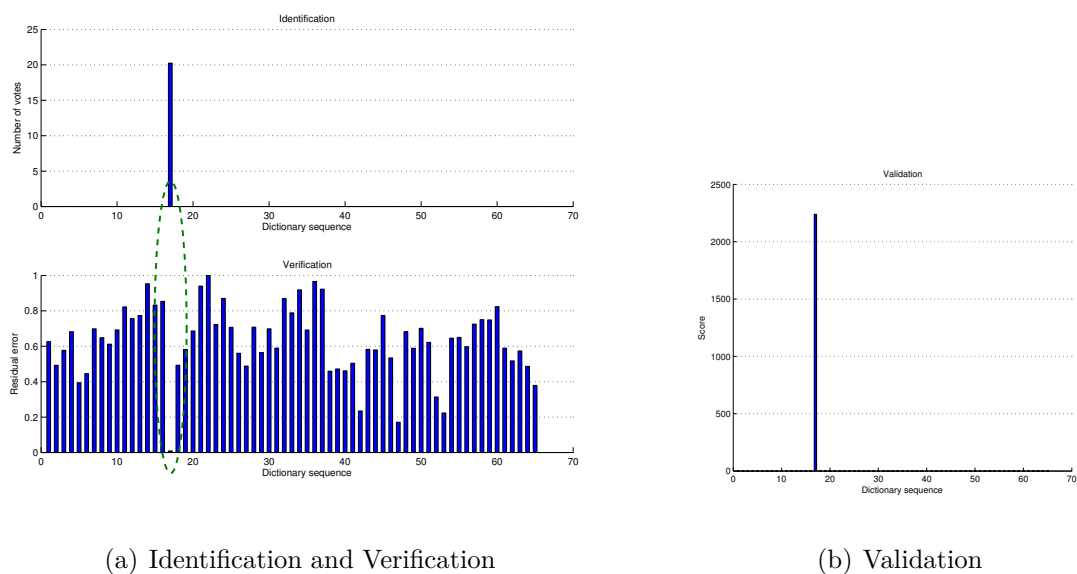 Identification
25
20
15
10
5
0
Number of votes
0 10 20 30 40 50 60 70
Dictionary sequence
Verification
1
0.8
0.6
0.4
0.2
0
Residual error
0 10 20 30 40 50 60 70
Dictionary sequence
(a) Identification and Verification
Validation
2500
2000
1500
1000
500
0
Score
0 10 20 30 40 50 60 70
Dictionary sequence
(b) Validation